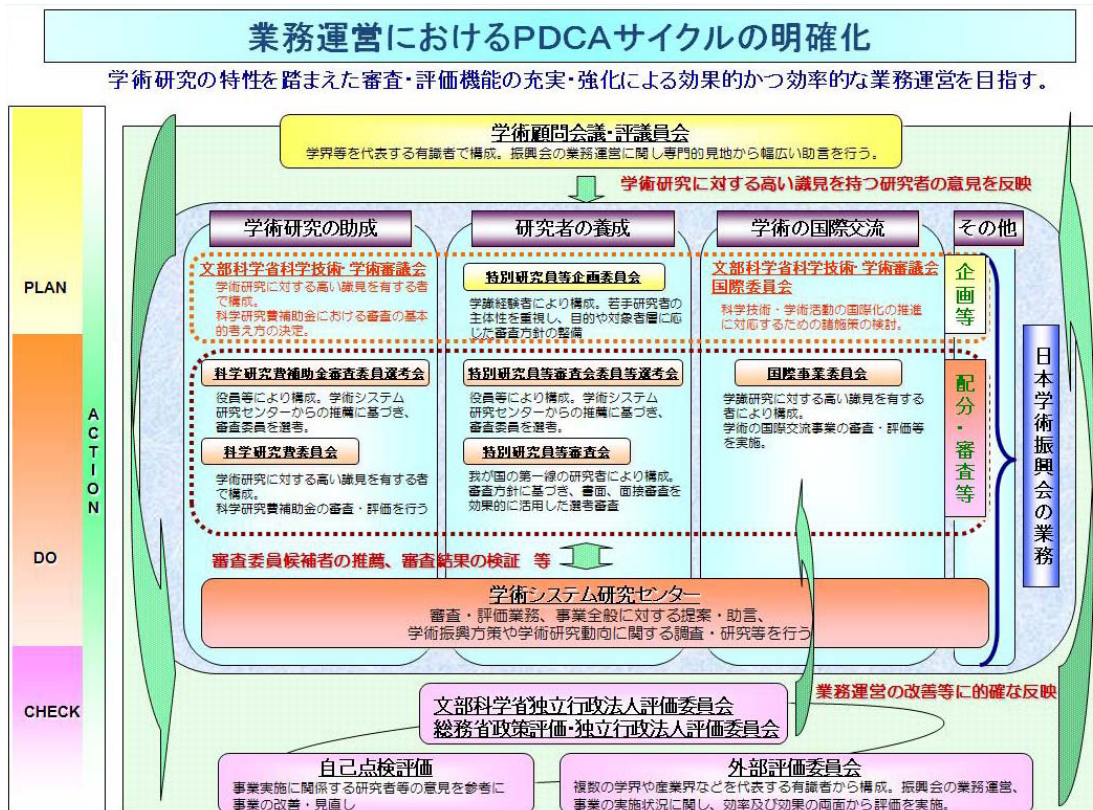 業務運営におけるPDCAサイクルの明確化
学術研究の特性を踏まえた審査・評価機能の充実・強化による効果的かつ効率的な業務運営を目指す。
PLAN
DO
CHECK
ACTION
学術顧問会議・評議員会
学界等を代表する有識者で構成。振興会の業務運営に関し専門的見地から幅広い助言を行う。
学術研究に対する高い識見を持つ研究者の意見を反映
学術研究の助成
文部科学省科学技術・学術審議会
学術研究に対する高い識見を有する者
で構成。
科学研究費補助金における審査の基本
的考え方の決定。
科学研究費補助金審査委員選考会
役員等により構成。学術システム
研究センターからの推薦に基づき、
審査委員を選考。
科学研究費委員会
学術研究に対する高い識見を有する者
で構成。
科学研究費補助金の審査・評価を行う
研究者の養成
特別研究員等企画委員会
学識経験者により構成。若手研究者の
主体性を重視し、目的や対象者層に応
じた審査方針の整備
特別研究員等審査会委員等選考会
役員等により構成。学術システム
研究センターからの推薦に基づき、
審査委員を選考。
特別研究員等審査会
我が国の第一線の研究者により構成。
審査方針に基づき、書面、面接審査を
効果的に活用した選考審査
学術の国際交流
文部科学省科学技術・学術審議会
国際委員会
科学技術・学術活動の国際化の推進
に対応するための諸施策の検討。
国際事業委員会
学識研究に対する高い識見を有する
者により構成。
学術の国際交流事業の審査・評価等
を実施。
その他
企画等
配分・審査等
日本学術振興会の業務
審査委員候補者の推薦、審査結果の検証 等
学術システム研究センター
審査・評価業務、事業全般に対する提案・助言、
学術振興方策や学術研究動向に関する調査・研究等を行う
業務運営の改善等に的確な反映
文部科学省独立行政法人評価委員会
総務省政策評価・独立行政法人評価委員会
自己点検評価
事業実施に関係する研究者等の意見を参考に
事業の改善・見直し
外部評価委員会
複数の学界や産業界などを代表する有識者から構成。振興会の業務運営、
事業の実施状況に関し、効率及び効果の両面から評価を実施。